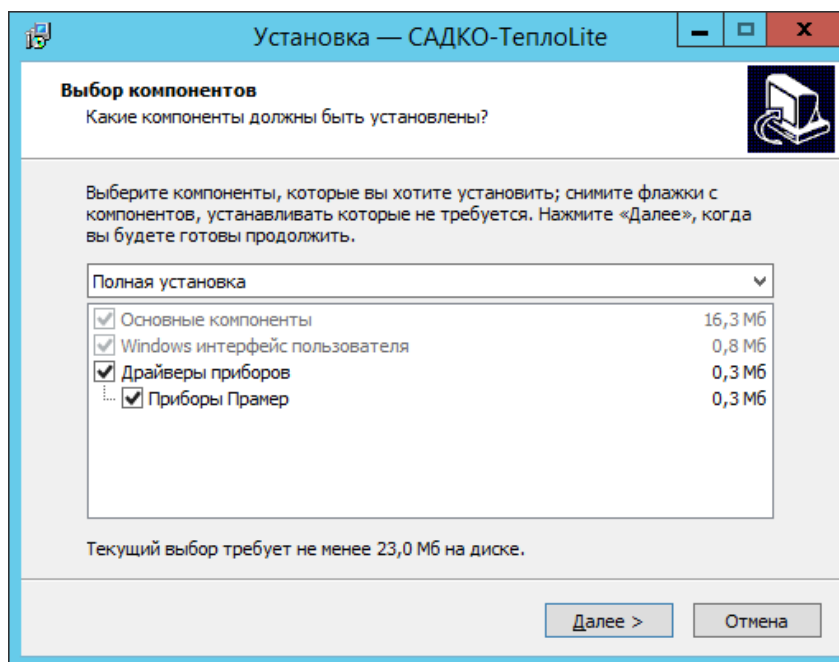 Установка — САДКО-ТеплоLite
Выбор компонентов
Какие компоненты должны быть установлены?
Выберите компоненты, которые вы хотите установить; снимите флажки с
компонентов, устанавливать которые не требуется. Нажмите «Далее», когда
вы будете готовы продолжить.
Полная установка
Основные компоненты 16,3 Мб
Windows интерфейс пользователя 0,8 Мб
Драйверы приборов 0,3 Мб
Приборы Прамер 0,3 Мб
Текущий выбор требует не менее 23,0 Мб на диске.
Далее > Отмена